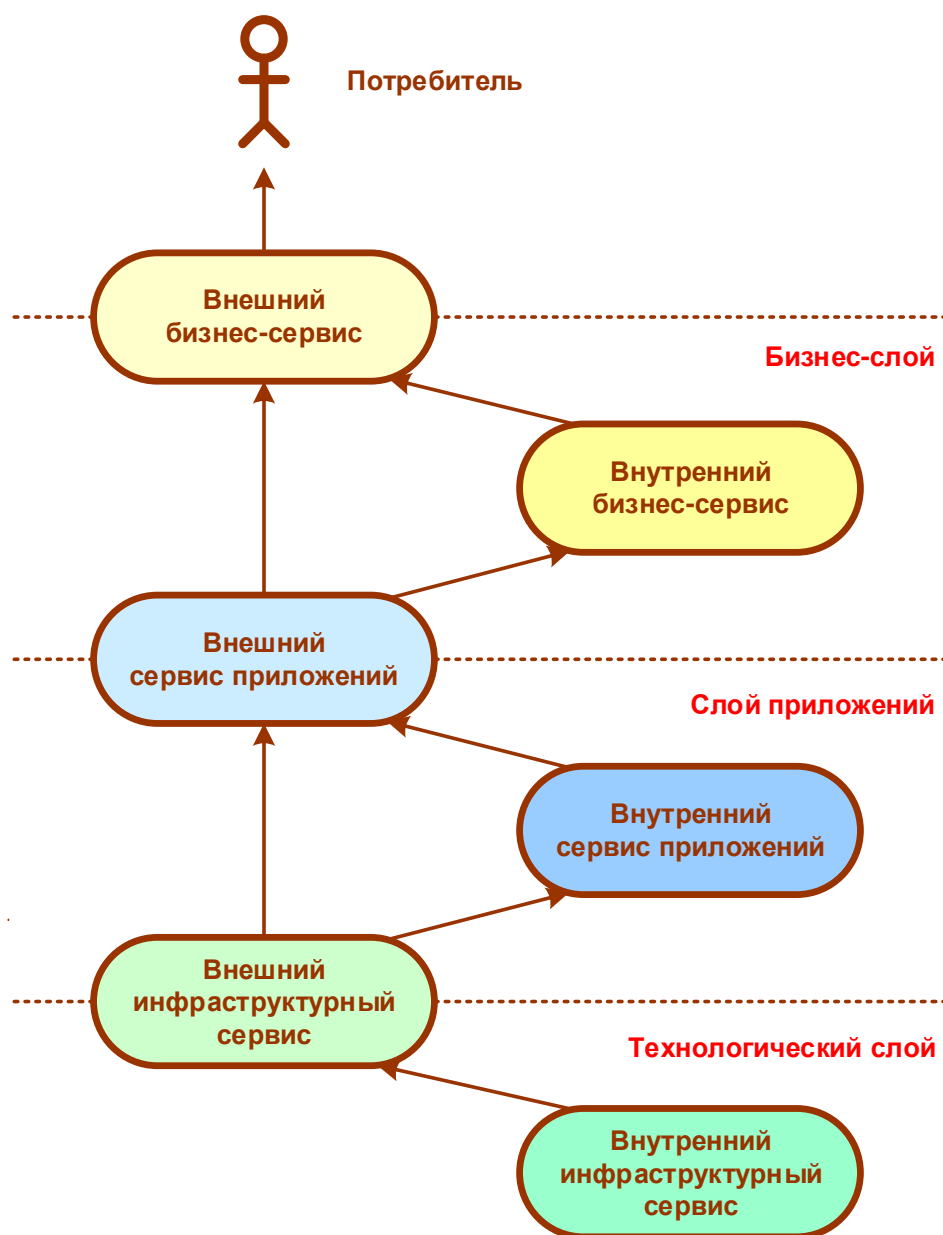 Потребитель
Внешний
бизнес-сервис
Бизнес-слой
Внутренний
бизнес-сервис
Внешний
сервис приложений
Слой приложений
Внутренний
сервис приложений
Внешний
инфраструктурный
сервис
Технологический слой
Внутренний
инфраструктурный
сервис